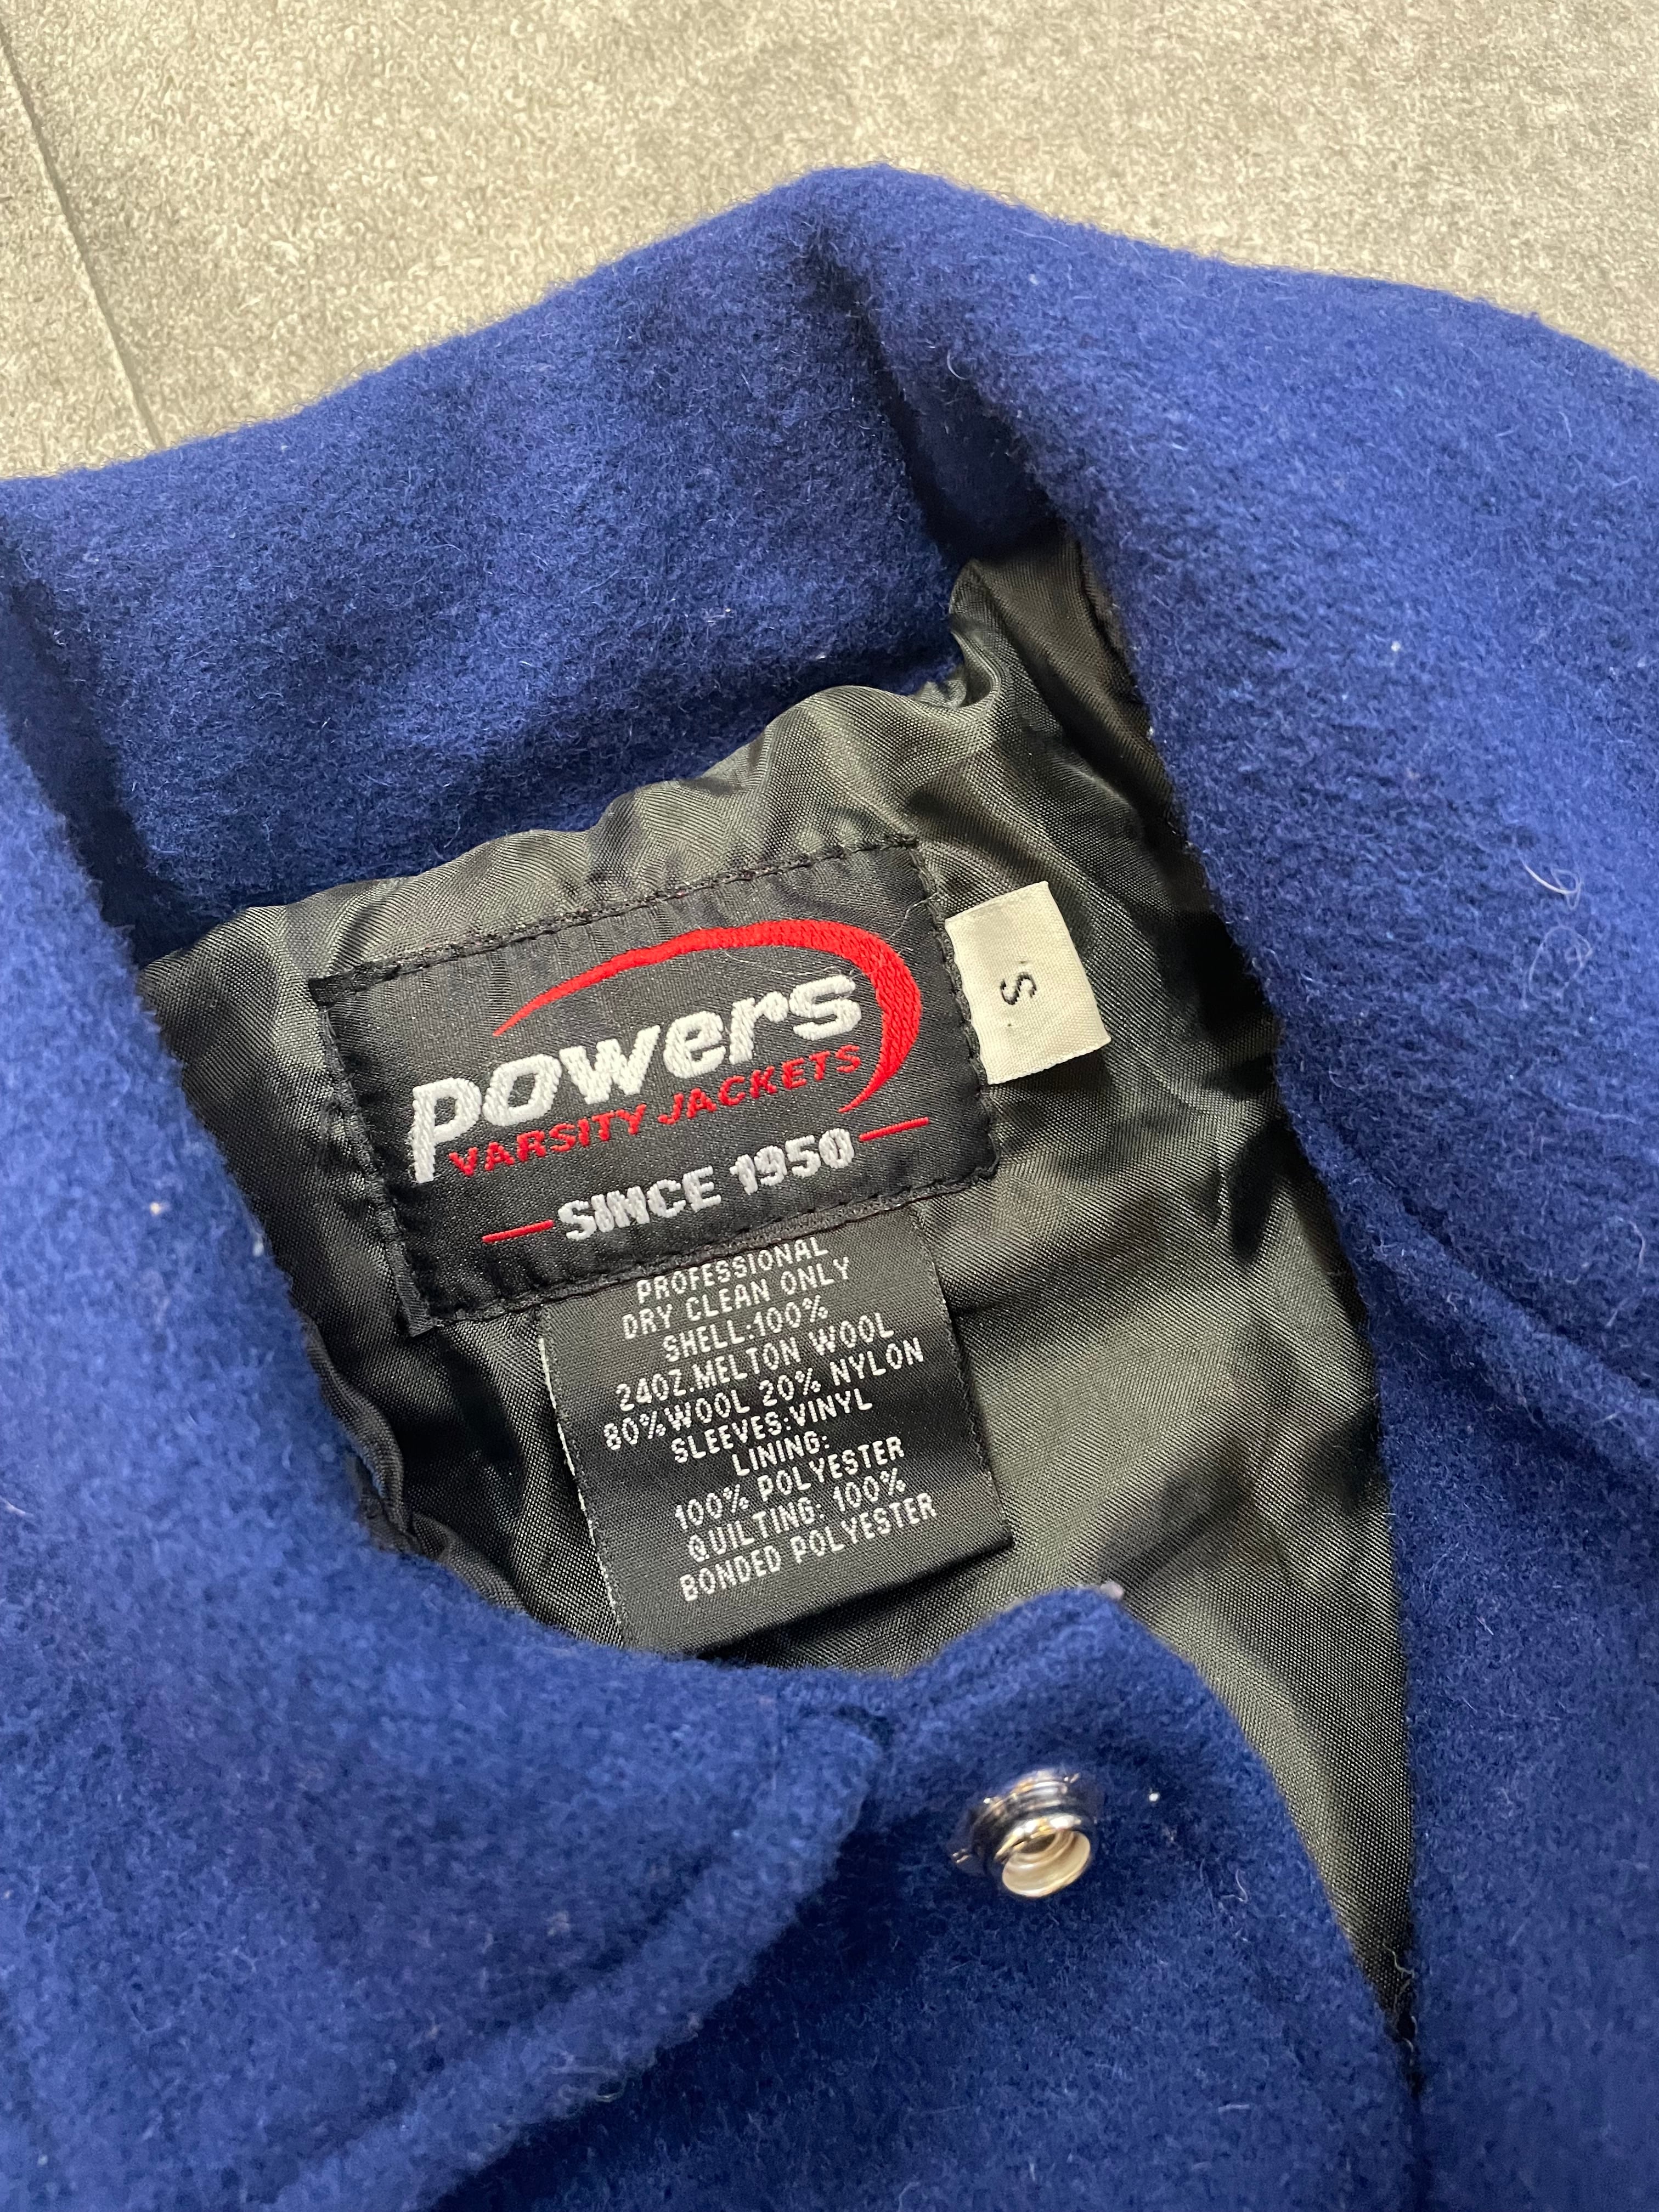 powers
VARSITY JACKETS
SINCE 1950
S
PROFESSIONAL
DRY CLEAN ONLY
SHELL:100%
24OZ.MELTON WOOL
80%WOOL 20% NYLON
SLEEVES:VINYL
LINING:
100% POLYESTER
QUILTING: 100%
BONDED POLYESTER